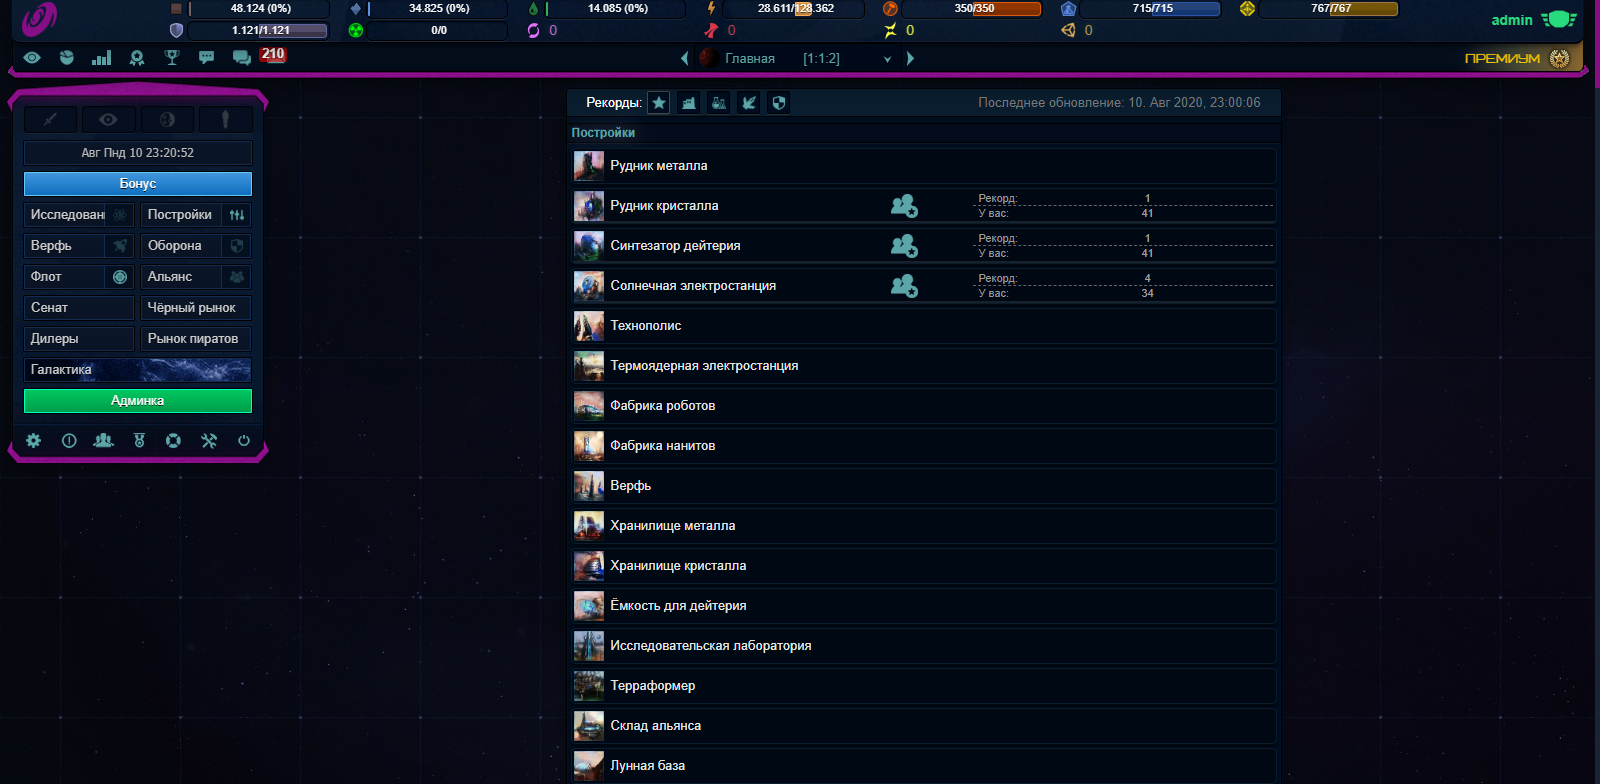 48.124 (0%) 34.825 (0%) 14.085 (0%) 28.611/128.362 350/350 715/715 767/767
1.121/1.121 0/0 0 0 0 0
admin
210
Главная [1:1:2]
ПРЕМИУМ
Авг Пнд 10 23:20:52
Бонус
Исследован Постройки
Верфь Оборона
Флот Альянс
Сенат Чёрный рынок
Дилеры Рынок пиратов
Галактика
Админка
Рекорды: Последнее обновление: 10. Авг 2020, 23:00:06
Постройки
Рудник металла
Рудник кристалла
Рекорд: 1
У вас: 41
Синтезатор дейтерия
Рекорд: 1
У вас: 41
Солнечная электростанция
Рекорд: 4
У вас: 34
Технополис
Термоядерная электростанция
Фабрика роботов
Фабрика нанитов
Верфь
Хранилище металла
Хранилище кристалла
Ёмкость для дейтерия
Исследовательская лаборатория
Терраформер
Склад альянса
Лунная база